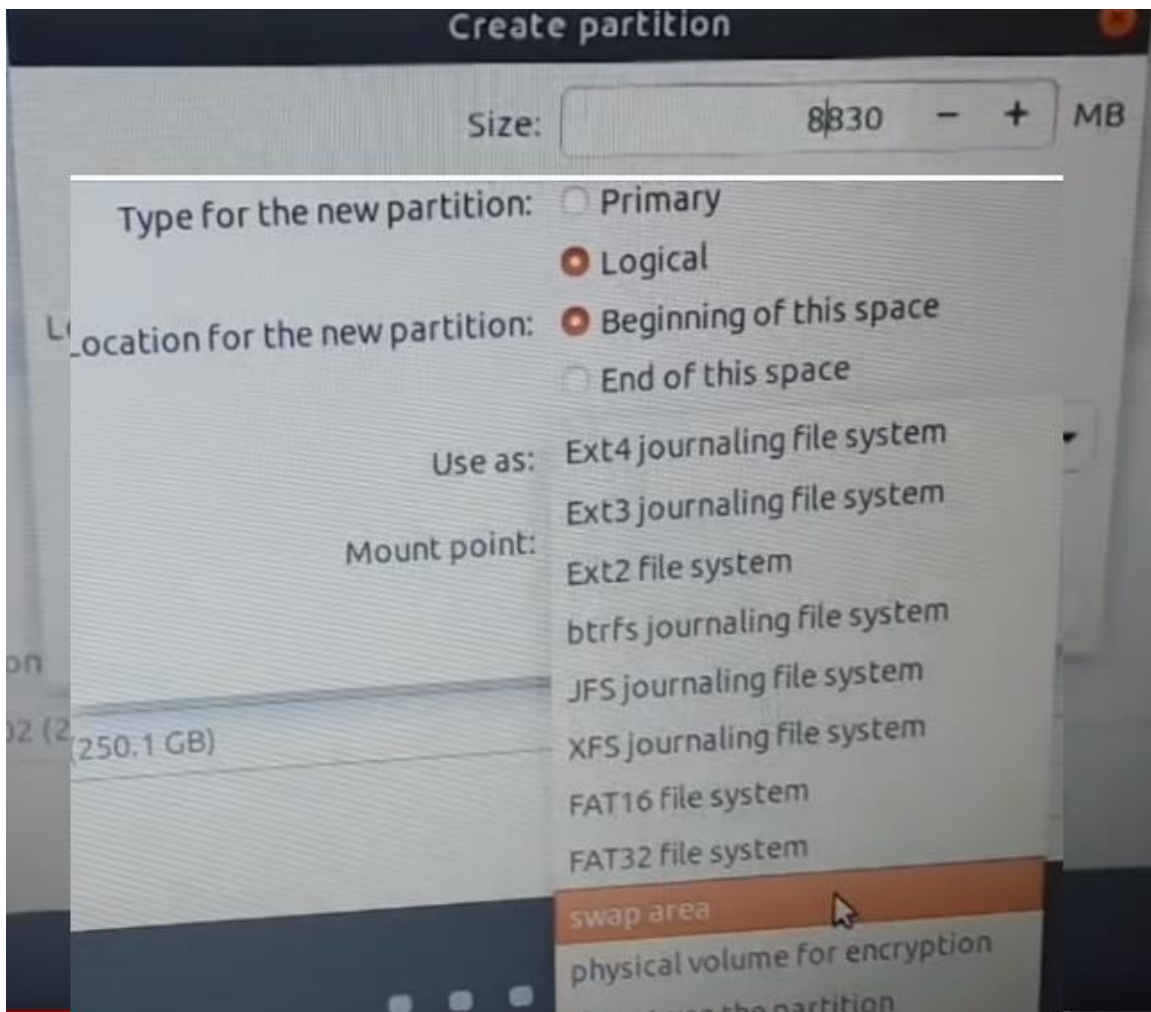 Create partition
Size: 8830 − + MB
Type for the new partition: Primary
Logical
Location for the new partition: Beginning of this space
End of this space
Use as: Ext4 journaling file system
Ext3 journaling file system
Mount point:
Ext2 file system
btrfs journaling file system
JFS journaling file system
XFS journaling file system
(250.1 GB)
FAT16 file system
FAT32 file system
swap area
physical volume for encryption
the partition